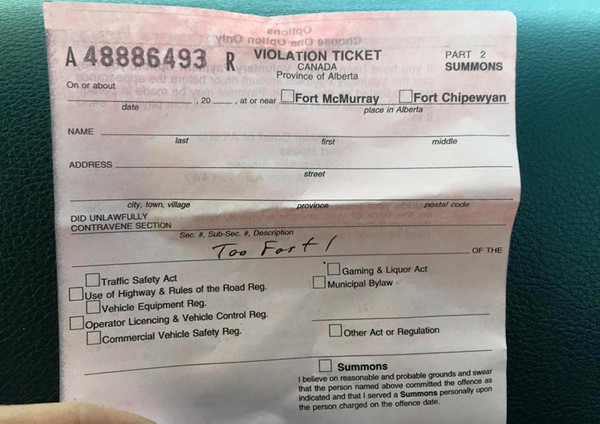 A 48886493 R VIOLATION TICKET PART 2
CANADA SUMMONS
Province of Alberta
On or about
, 20 , at or near Fort McMurray Fort Chipewyan
date place in Alberta
NAME
last first middle
ADDRESS
street
city, town, village province postal code
DID UNLAWFULLY
CONTRAVENE SECTION
Sec. #, Sub-Sec. #, Description
Too Fast! OF THE
Traffic Safety Act Gaming & Liquor Act
Use of Highway & Rules of the Road Reg. Municipal Bylaw
Vehicle Equipment Reg.
Operator Licencing & Vehicle Control Reg.
Commercial Vehicle Safety Reg. Other Act or Regulation
Summons
I believe on reasonable and probable grounds and swear
that the person named above committed the offence as
indicated and that I served a Summons personally upon
the person charged on the offence date.